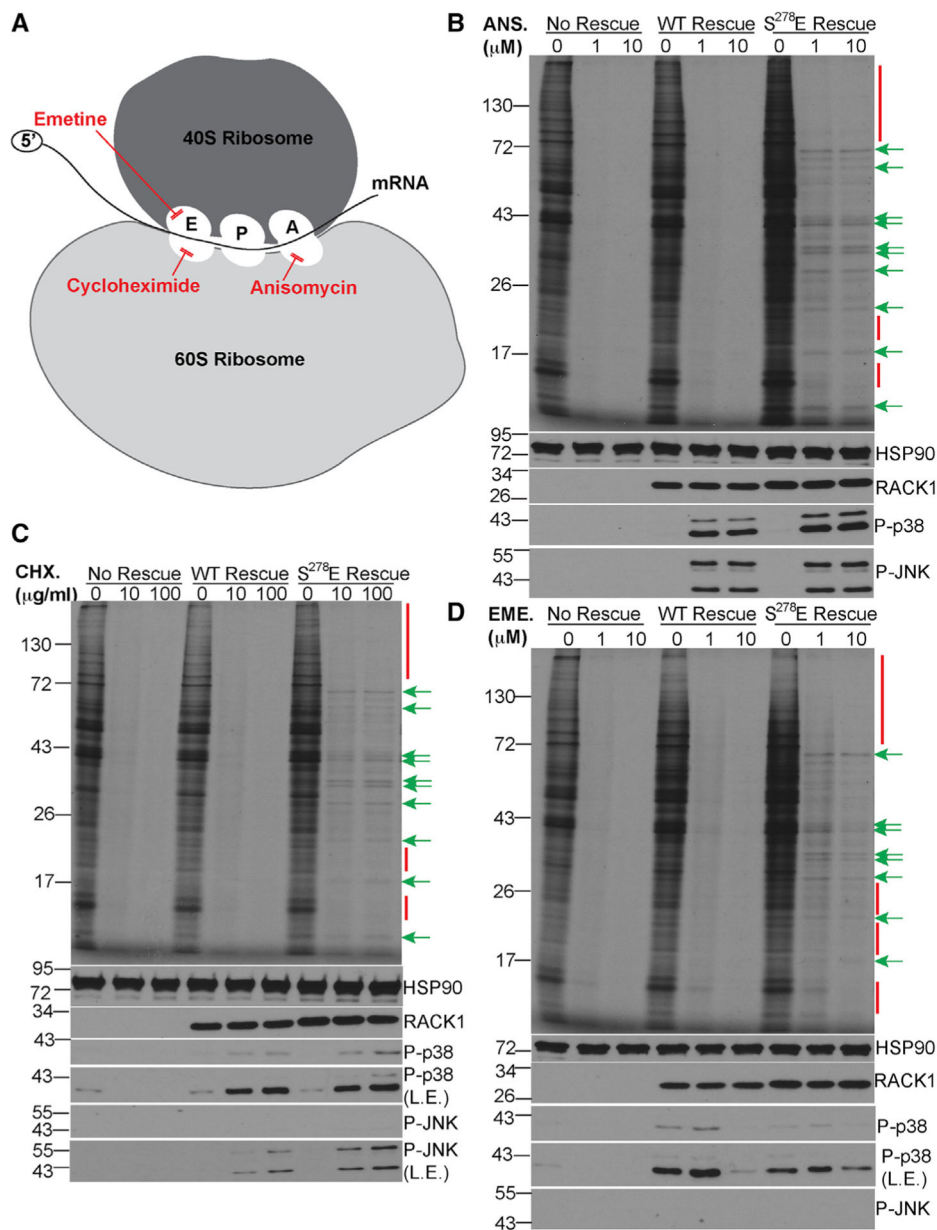 A
Emetine
5'
40S Ribosome
mRNA
E P A
Cycloheximide
Anisomycin
60S Ribosome
B
ANS. No Rescue WT Rescue S278E Rescue
(μM) 0 1 10 0 1 10 0 1 10
130
72
43
26
17
95
72
HSP90
34
26
RACK1
43
P-p38
55
43
P-JNK
C
CHX. No Rescue WT Rescue S278E Rescue
(μg/ml) 0 10 100 0 10 100 0 10 100
130
72
43
26
17
95
72
HSP90
34
RACK1
43
P-p38
43
P-p38
(L.E.)
55
43
P-JNK
55
43
P-JNK
(L.E.)
D
EME. No Rescue WT Rescue S278E Rescue
(μM) 0 1 10 0 1 10 0 1 10
130
72
43
26
17
72
HSP90
34
26
RACK1
43
P-p38
43
P-p38
(L.E.)
55
43
P-JNK